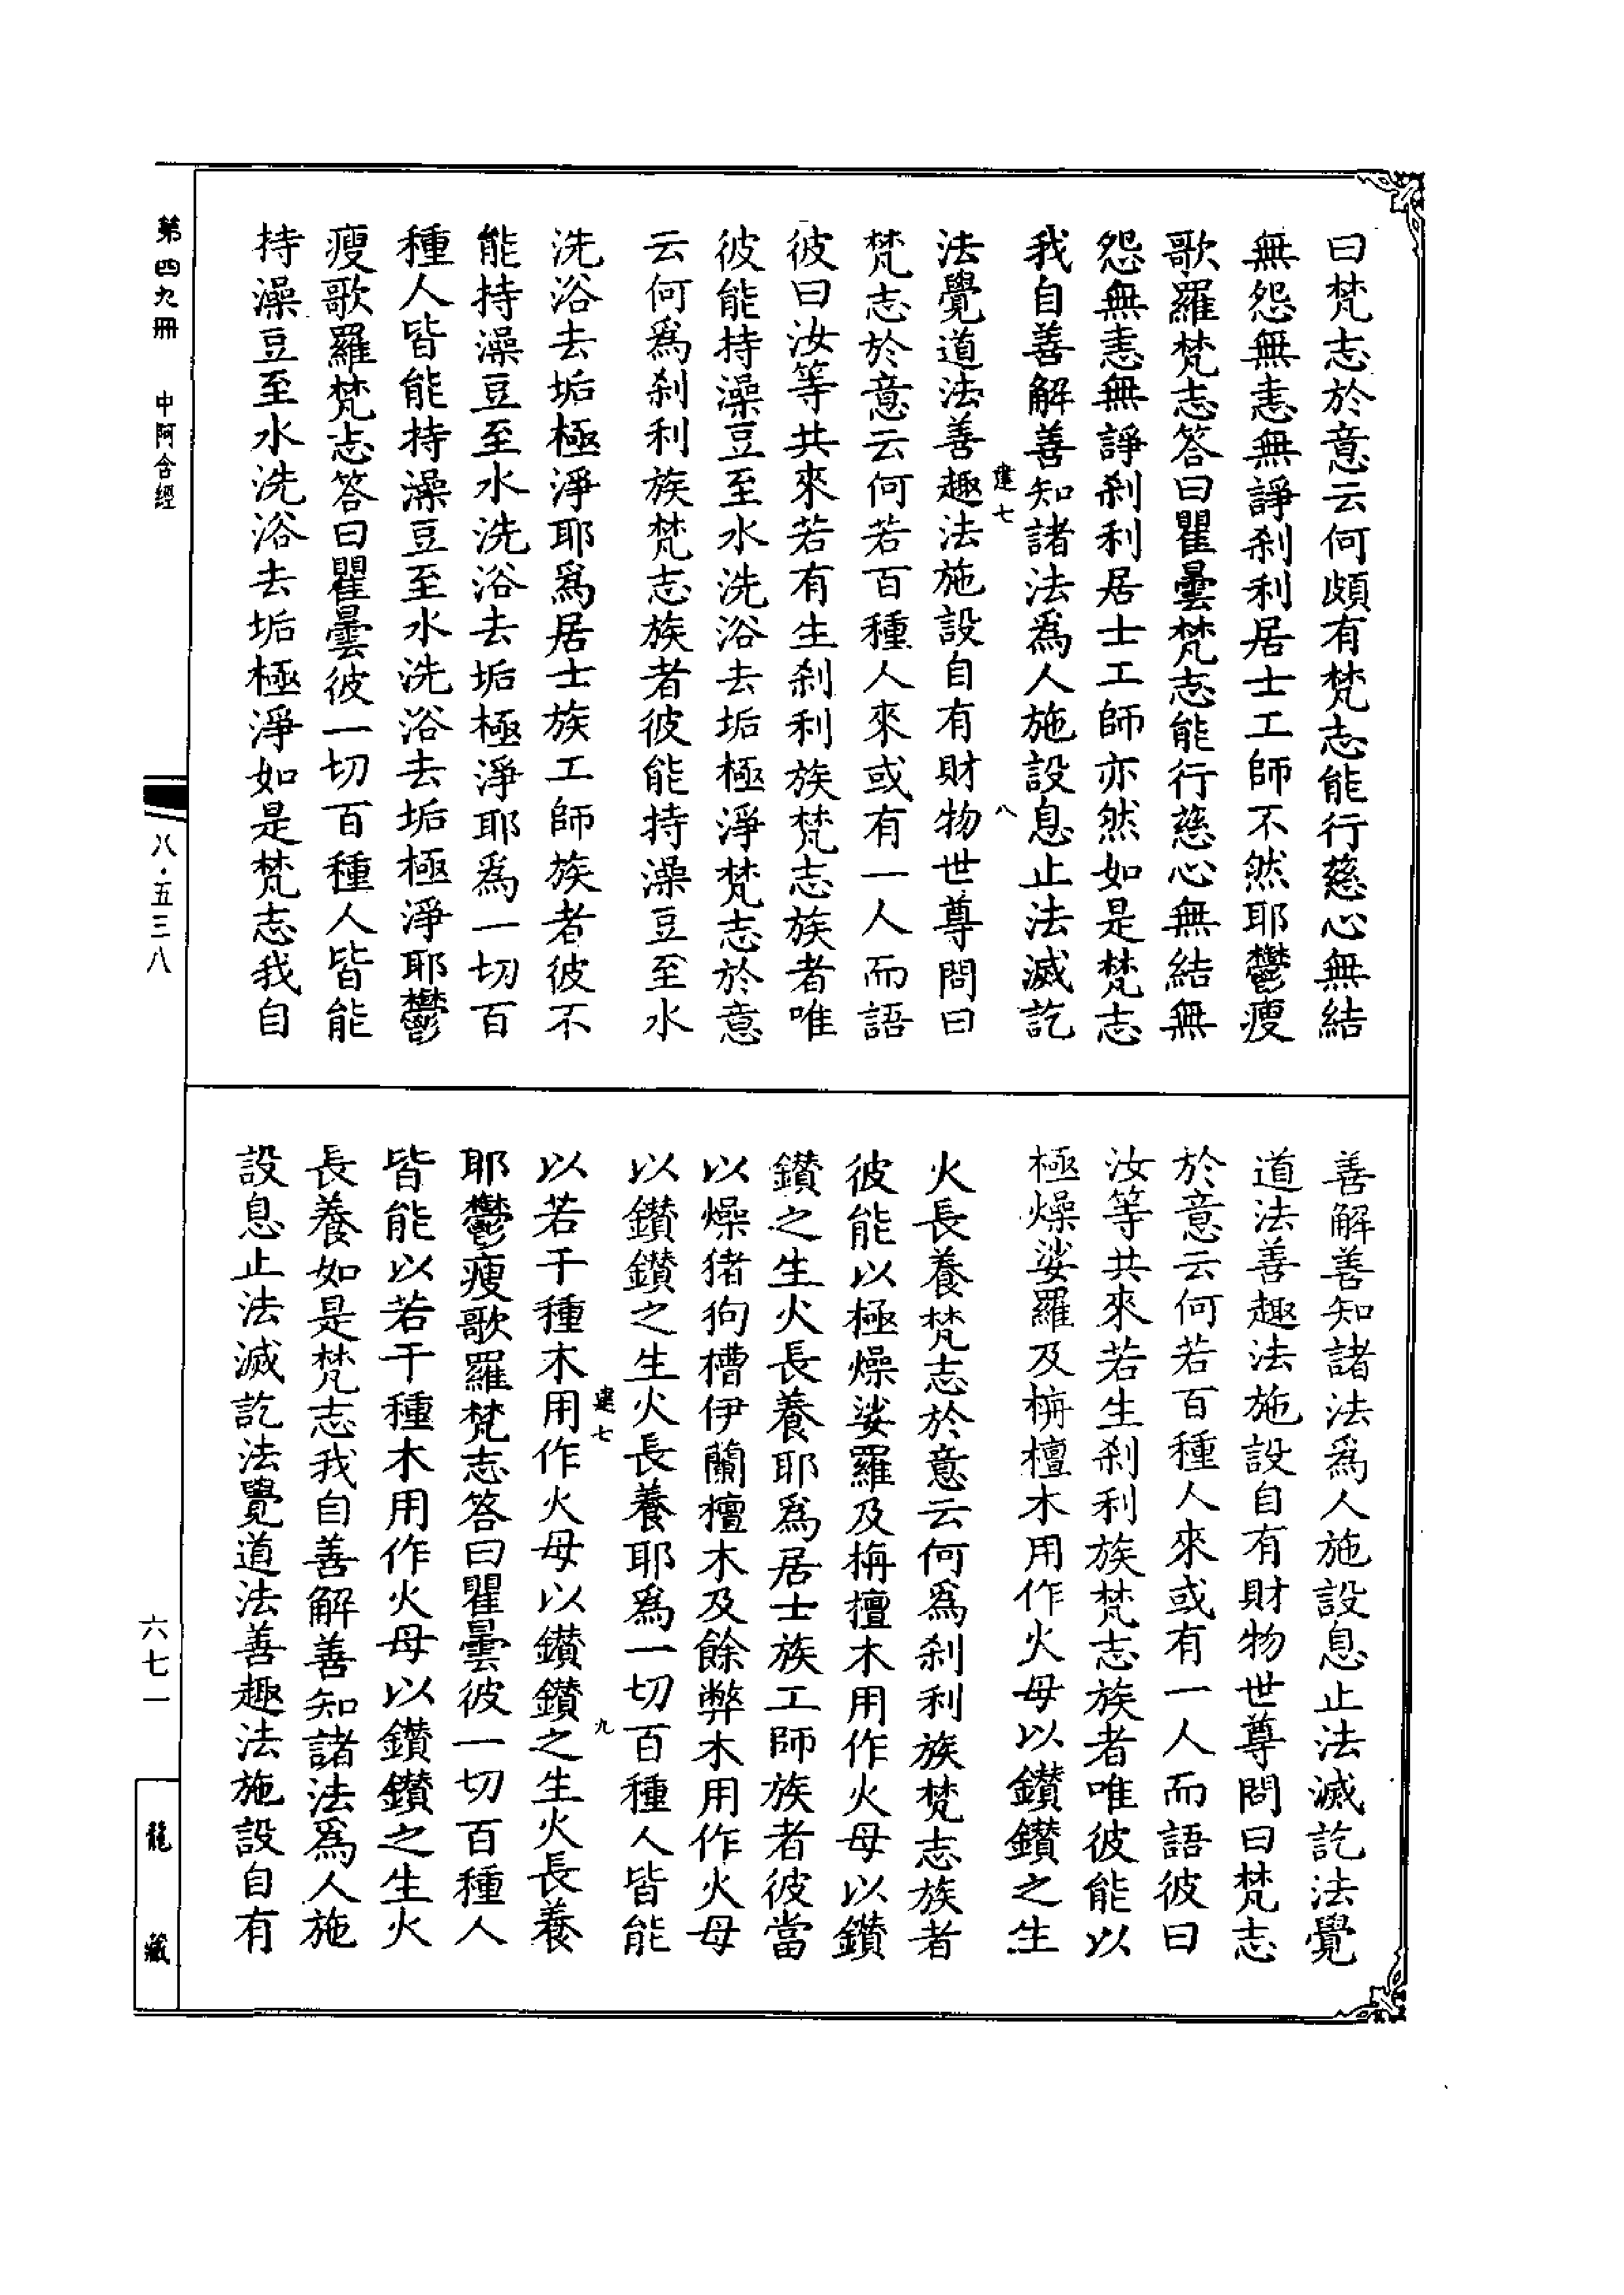 曰梵志於意云何頗有梵志能行慈心無結
無怨無恚無諍刹利居士工師不然耶鬱瘦
歌羅梵志答曰瞿曇梵志能行慈心無結無
怨無恚無諍刹利居士工師亦然如是梵志
我自善解善知諸法爲人施設息止法滅訖
建七
八
法覺道法善趣法施設自有財物世尊問曰
梵志於意云何若百種人來或有一人而語
彼曰汝等共來若有生刹利族梵志族者唯
彼能持澡豆至水洗浴去垢極淨梵志於意
云何爲刹利族梵志族者彼能持澡豆至水
洗浴去垢極淨耶爲居士族工師族者彼不
能持澡豆至水洗浴去垢極淨耶爲一切百
種人皆能持澡豆至水洗浴去垢極淨耶鬱
瘦歌羅梵志答曰瞿曇彼一切百種人皆能
持澡豆至水洗浴去垢極淨如是梵志我自
善解善知諸法爲人施設息止法滅訖法覺
道法善趣法施設自有財物世尊問曰梵志
於意云何若百種人來或有一人而語彼曰
汝等共來若生刹利族梵志族者唯彼能以
極燥娑羅及栴檀木用作火母以鑽鑽之生
火長養梵志於意云何爲刹利族梵志族者
彼能以極燥娑羅及栴檀木用作火母以鑽
鑽之生火長養耶爲居士族工師族者彼當
以燥猪狗槽伊蘭檀木及餘弊木用作火母
以鑽鑽之生火長養耶爲一切百種人皆能
建七
九
以若干種木用作火母以鑽鑽之生火長養
耶鬱瘦歌羅梵志答曰瞿曇彼一切百種人
皆能以若干種木用作火母以鑽鑽之生火
長養如是梵志我自善解善知諸法爲人施
設息止法滅訖法覺道法善趣法施設自有
第四九冊 中阿含經
八·五三八
六七一
龍藏